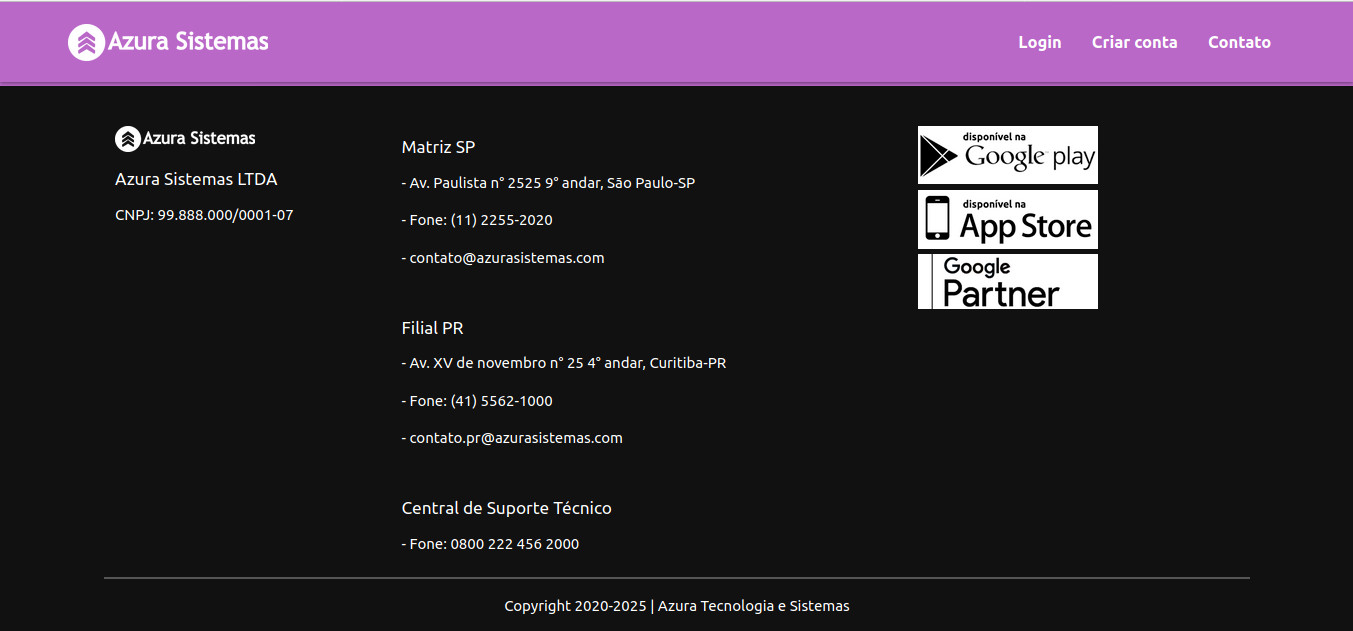 Azura Sistemas
Login
Criar conta
Contato
Azura Sistemas
Azura Sistemas LTDA
CNPJ: 99.888.000/0001-07
Matriz SP
- Av. Paulista n° 2525 9° andar, São Paulo-SP
- Fone: (11) 2255-2020
- contato@azurasistemas.com
Filial PR
- Av. XV de novembro n° 25 4° andar, Curitiba-PR
- Fone: (41) 5562-1000
- contato.pr@azurasistemas.com
Central de Suporte Técnico
- Fone: 0800 222 456 2000
disponível na
Google play
disponível na
App Store
Google
Partner
Copyright 2020-2025 | Azura Tecnologia e Sistemas